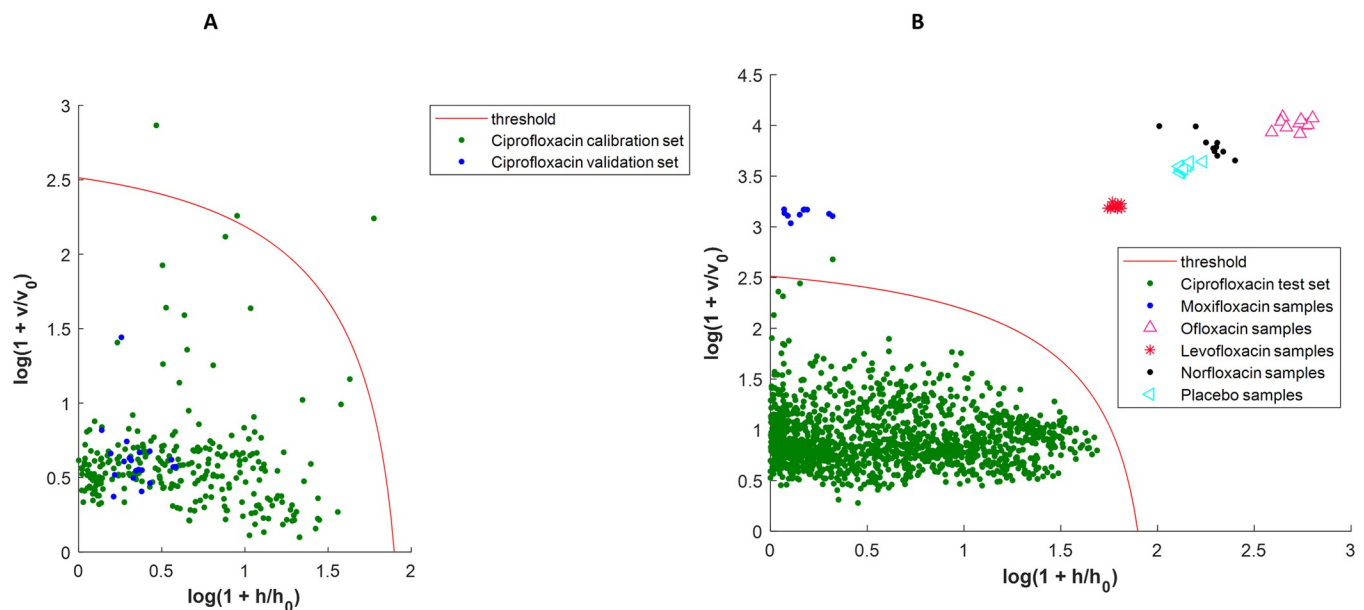 A
3
2.5
2
1.5
1
0.5
0
0
0.5
1
1.5
2
log(1 + v/v0)
log(1 + h/h0)
threshold
Ciprofloxacin calibration set
Ciprofloxacin validation set
B
4.5
4
3.5
3
2.5
2
1.5
1
0.5
0
0
0.5
1
1.5
2
2.5
3
log(1 + v/v0)
log(1 + h/h0)
threshold
Ciprofloxacin test set
Moxifloxacin samples
Ofloxacin samples
Levofloxacin samples
Norfloxacin samples
Placebo samples